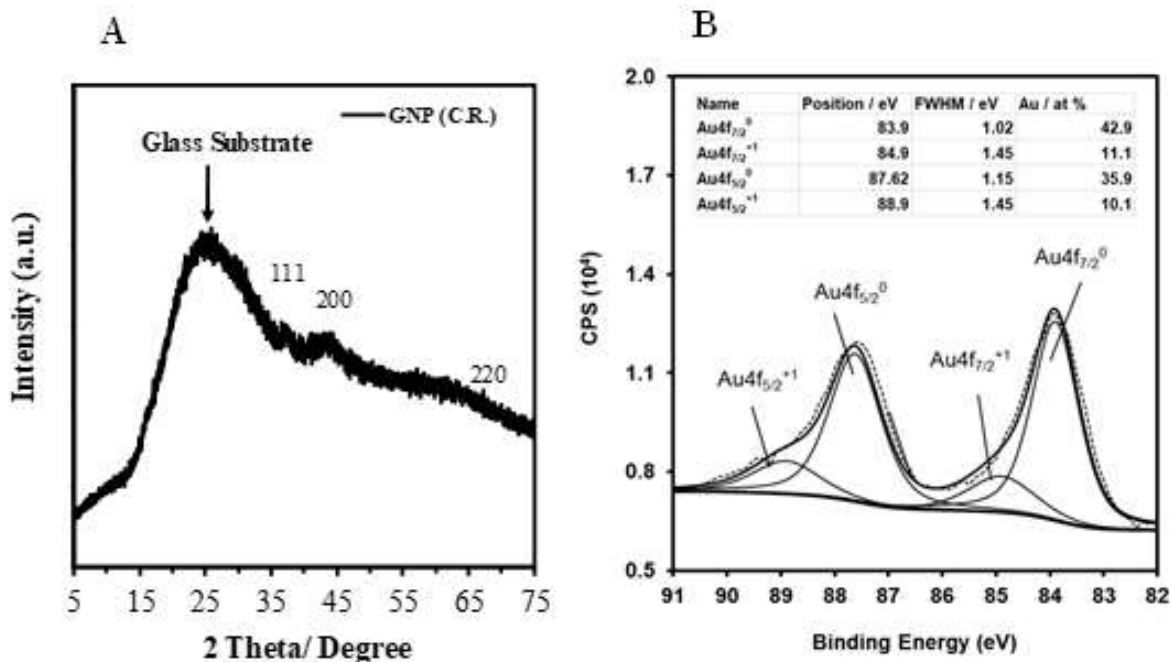 A
GNP (C.R.)
Glass Substrate
111
200
220
Intensity (a.u.)
5 15 25 35 45 55 65 75
2 Theta/ Degree
B
2.0
1.7
1.4
1.1
0.8
0.5
CPS (10⁴)
Name Position / eV FWHM / eV Au / at %
Au4f7/2⁰ 83.9 1.02 42.9
Au4f7/2⁺¹ 84.9 1.45 11.1
Au4f5/2⁰ 87.62 1.15 35.9
Au4f5/2⁺¹ 88.9 1.45 10.1
Au4f7/2⁰
Au4f5/2⁰
Au4f7/2⁺¹
Au4f5/2⁺¹
91 90 89 88 87 86 85 84 83 82
Binding Energy (eV)